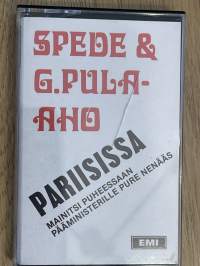 SPEDE &
G.PULA-
AHO
PARIISISSA
MAINITSI PUHEESSAAN
PÄÄMINISTERILLE PURE NENÄÄS
EMI